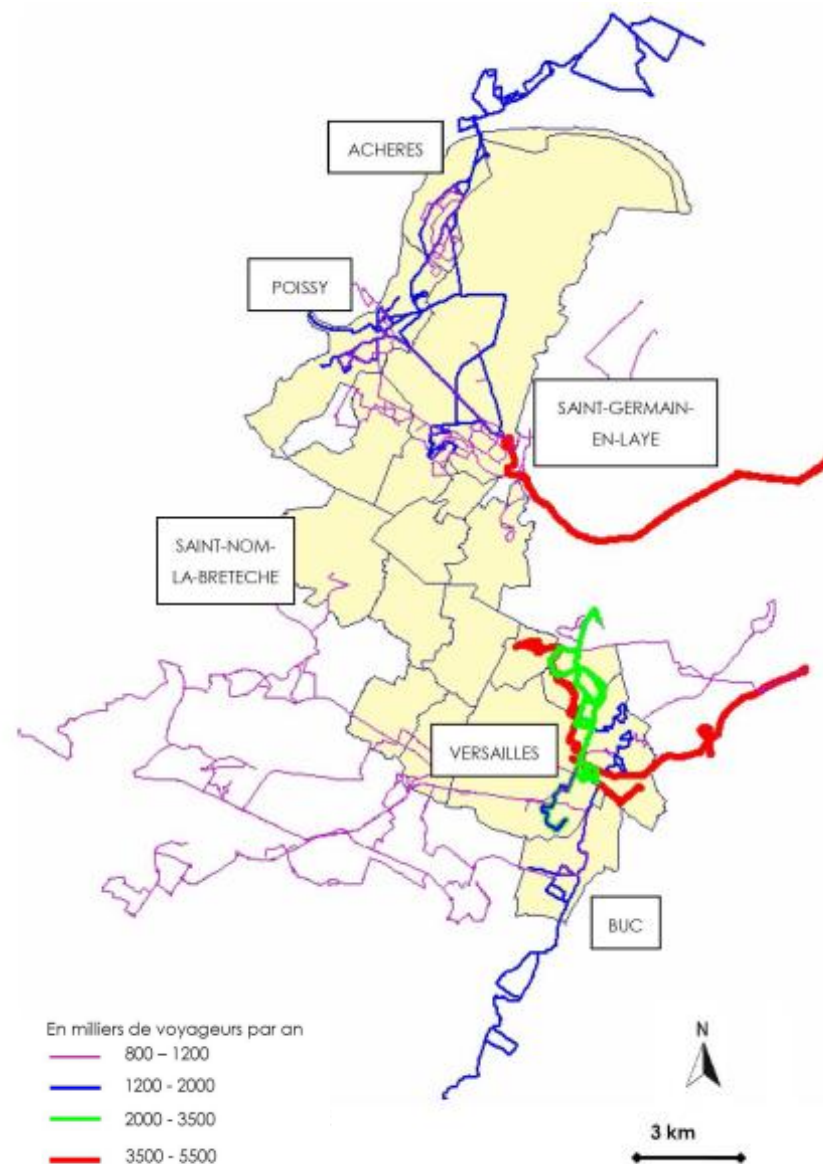 ACHERES
POISSY
SAINT-GERMAIN-
EN-LAYE
SAINT-NOM-
LA-BRETECHE
VERSAILLES
BUC
En milliers de voyageurs par an
800 – 1200
1200 - 2000
2000 - 3500
3500 - 5500
N
3 km